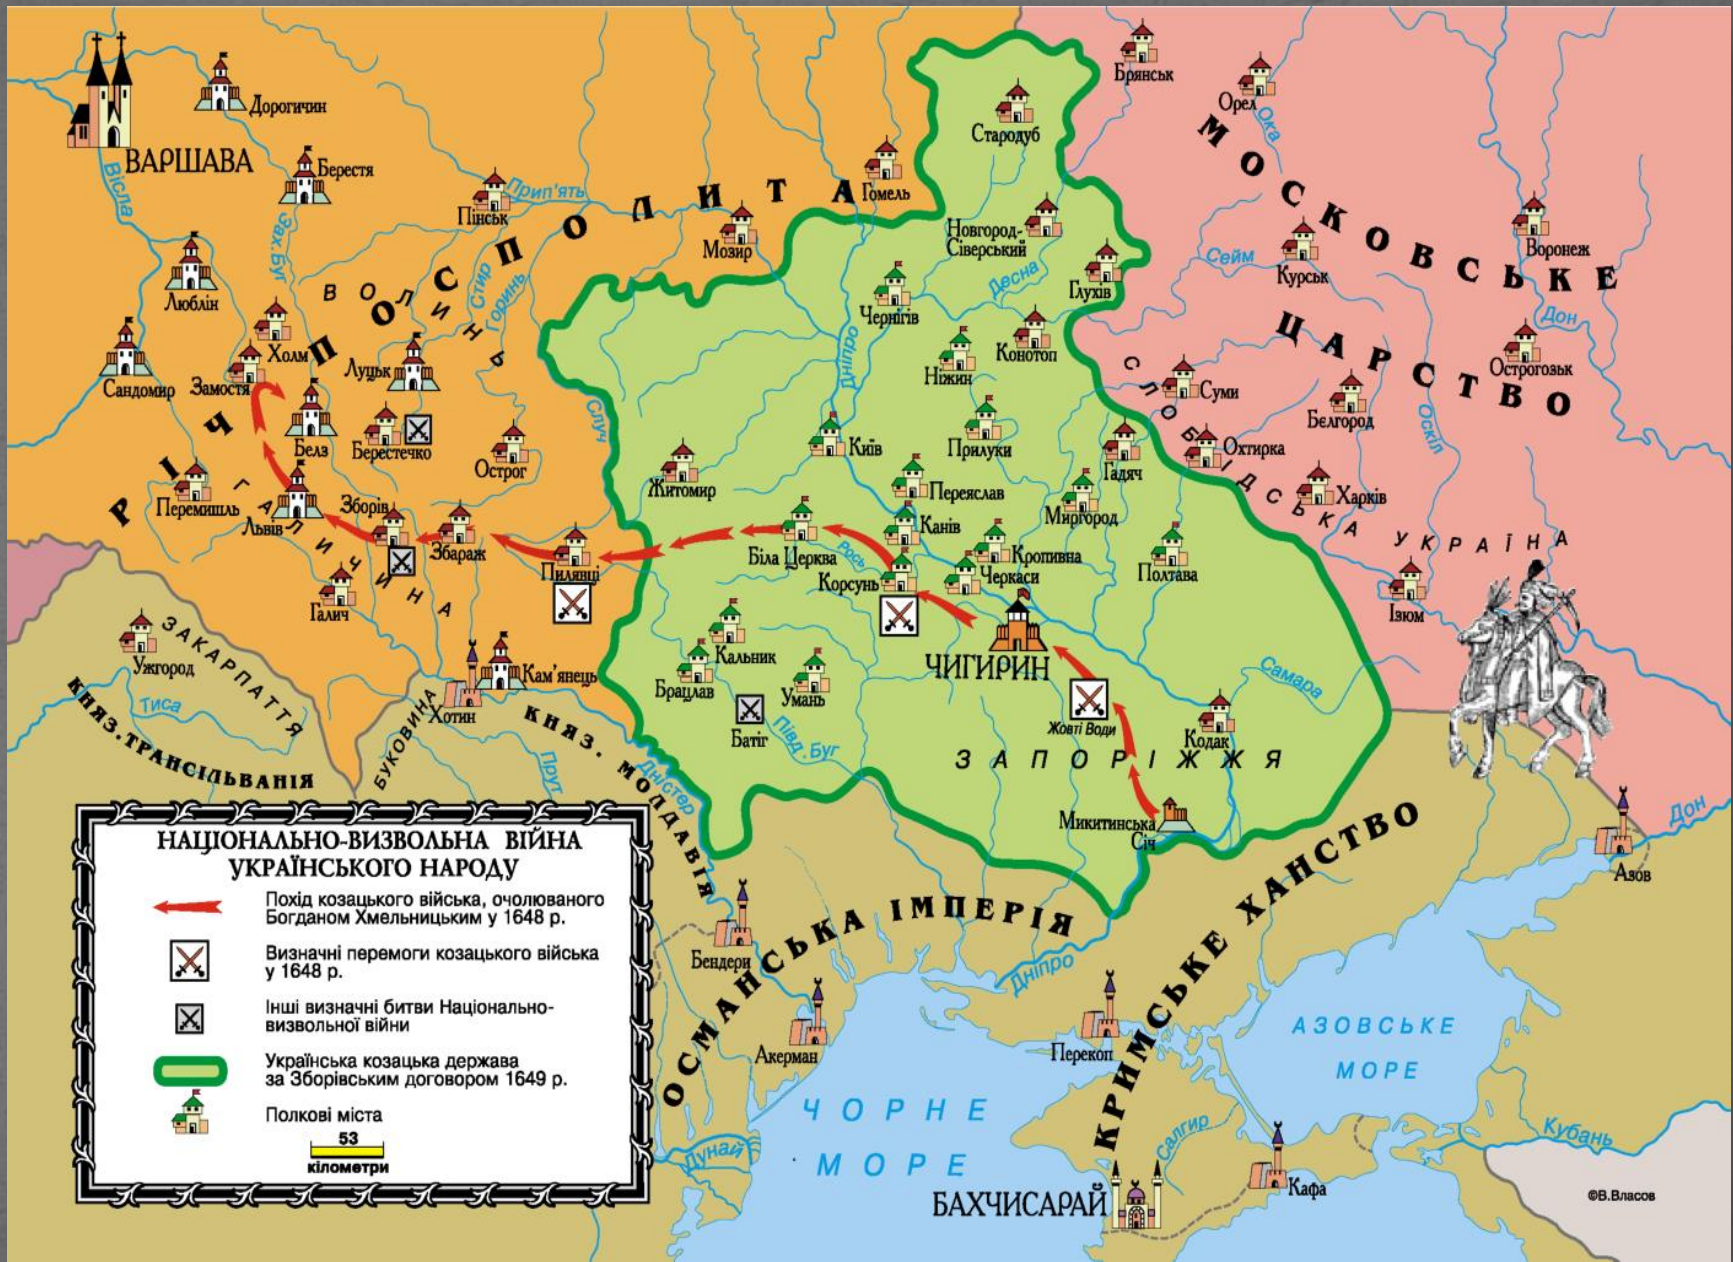 ВАРШАВА
Дорогичин
Берестя
Вісла
Зах.Буг
Пінськ
Прип'ять
Мозир
Гомель
Стародуб
Брянськ
Орел
Ока
МОСКОВСЬКЕ
ЦАРСТВО
РІЧ ПОСПОЛИТА
Новгород-
Сіверський
Десна
Глухів
Сейм
Курськ
Воронеж
Дон
Острогозьк
Люблін
ВОЛИНЬ
Стир
Горинь
Чернігів
Дніпро
Конотоп
Ніжин
Холм
Замостя
Сандомир
Луцьк
Белз
Берестечко
Острог
Случ
Суми
Бєлгород
Оскіл
СЛОБІДСЬКА УКРАЇНА
Охтирка
Харків
Ізюм
Київ
Прилуки
Гадяч
Житомир
Переяслав
Миргород
Перемишль
ГАЛИЧИНА
Львів
Зборів
Збараж
Пилявці
Галич
Біла Церква
Рось
Канів
Корсунь
Кропивна
Черкаси
Полтава
ЧИГИРИН
Кальник
Брацлав
Умань
Батіг
Півд. Буг
Жовті Води
Самара
Кодак
ЗАПОРІЖЖЯ
Микитинська
Січ
Ужгород
ЗАКАРПАТТЯ
Тиса
КНЯЗ.ТРАНСІЛЬВАНІЯ
БУКОВИНА
Хотин
Кам'янець
Прут
КНЯЗ. МОЛДАВІЯ
Дністер
НАЦІОНАЛЬНО-ВИЗВОЛЬНА ВІЙНА
УКРАЇНСЬКОГО НАРОДУ
Похід козацького війська, очолюваного
Богданом Хмельницьким у 1648 р.
Визначні перемоги козацького війська
у 1648 р.
Інші визначні битви Національно-
визвольної війни
Українська козацька держава
за Зборівським договором 1649 р.
Полкові міста
53
кілометри
Бендери
Акерман
ОСМАНСЬКА ІМПЕРІЯ
Дніпро
Перекоп
КРИМСЬКЕ ХАНСТВО
Азов
Дон
АЗОВСЬКЕ
МОРЕ
ЧОРНЕ
МОРЕ
Дунай
Салгир
БАХЧИСАРАЙ
Кафа
Кубань
©В.Власов